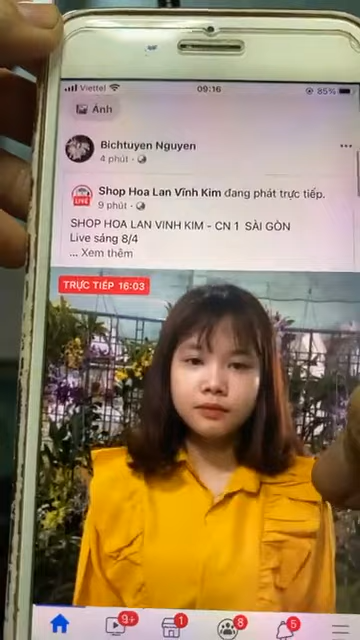 Viettel
09:16
85%
Ảnh
Bichtuyen Nguyen
4 phút
Shop Hoa Lan Vĩnh Kim đang phát trực tiếp.
LIVE
9 phút
SHOP HOA LAN VINH KIM - CN 1 SÀI GÒN
Live sáng 8/4
... Xem thêm
TRỰC TIẾP 16:03
9+
1
8
5